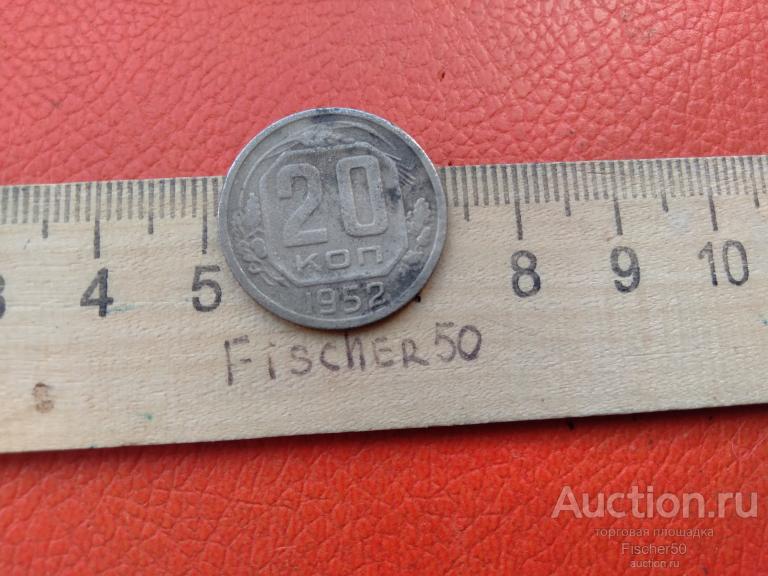 20
КОП
1952
3 4 5 8 9 10
FiscHER50
Auction.ru
торговая площадка
Fischer50
auction.ru